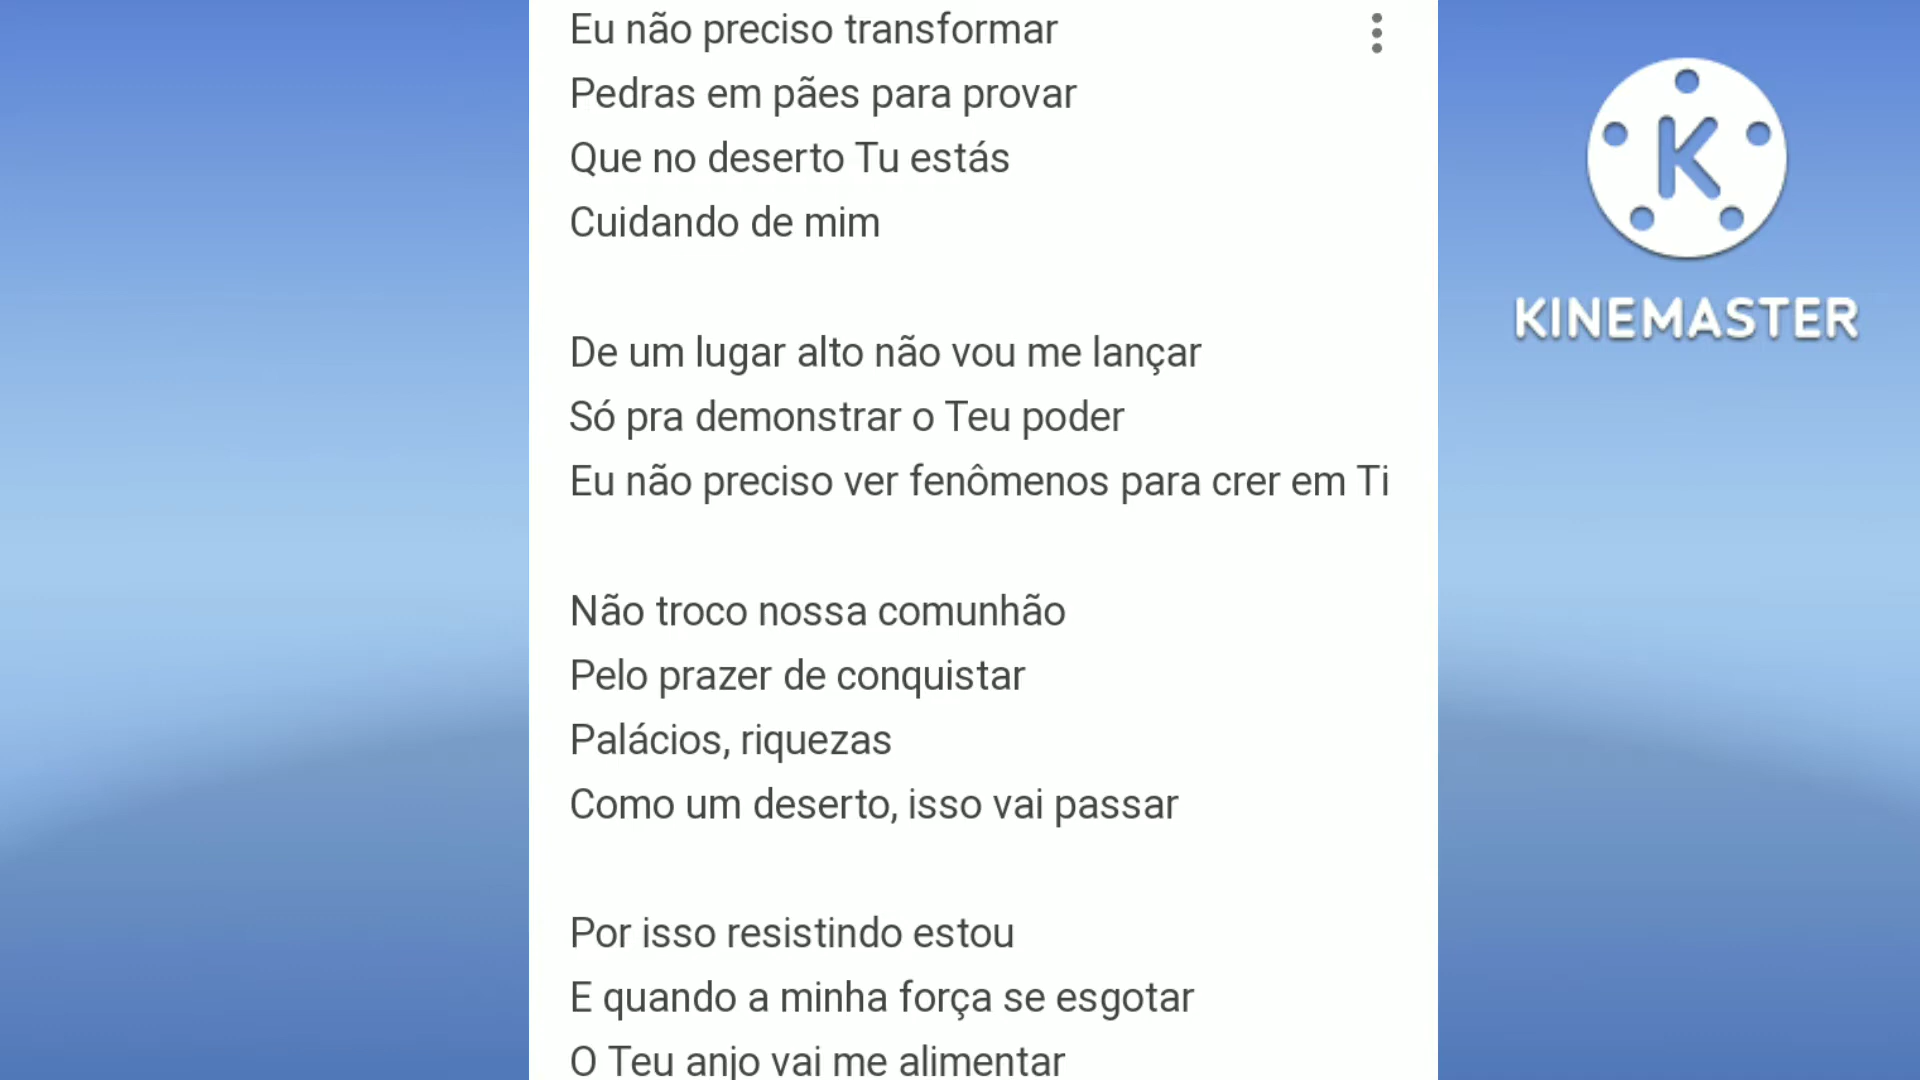 Eu não preciso transformar
Pedras em pães para provar
Que no deserto Tu estás
Cuidando de mim
De um lugar alto não vou me lançar
Só pra demonstrar o Teu poder
Eu não preciso ver fenômenos para crer em Ti
Não troco nossa comunhão
Pelo prazer de conquistar
Palácios, riquezas
Como um deserto, isso vai passar
Por isso resistindo estou
E quando a minha força se esgotar
O Teu anjo vai me alimentar
K
KINEMASTER